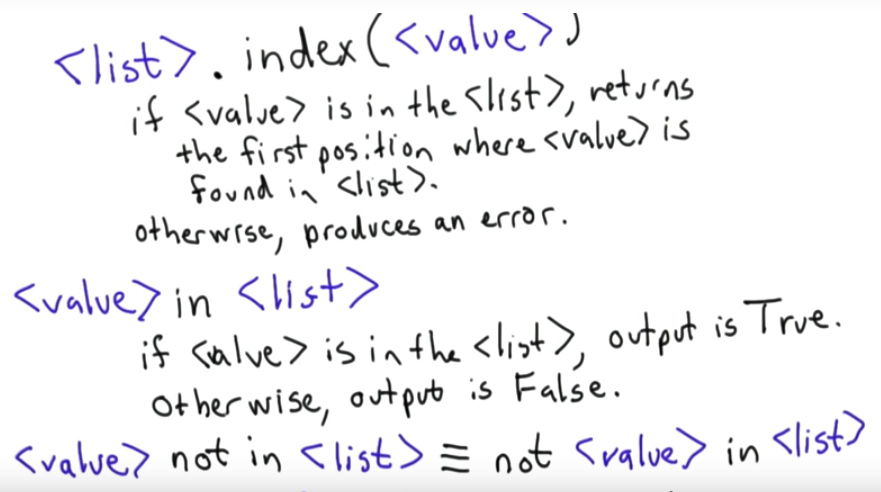 <list>.index(<value>)
if <value> is in the <list>, returns
the first position where <value> is
found in <list>.
otherwise, produces an error.
<value> in <list>
if <value> is in the <list>, output is True.
Otherwise, output is False.
<value> not in <list> ≡ not <value> in <list>